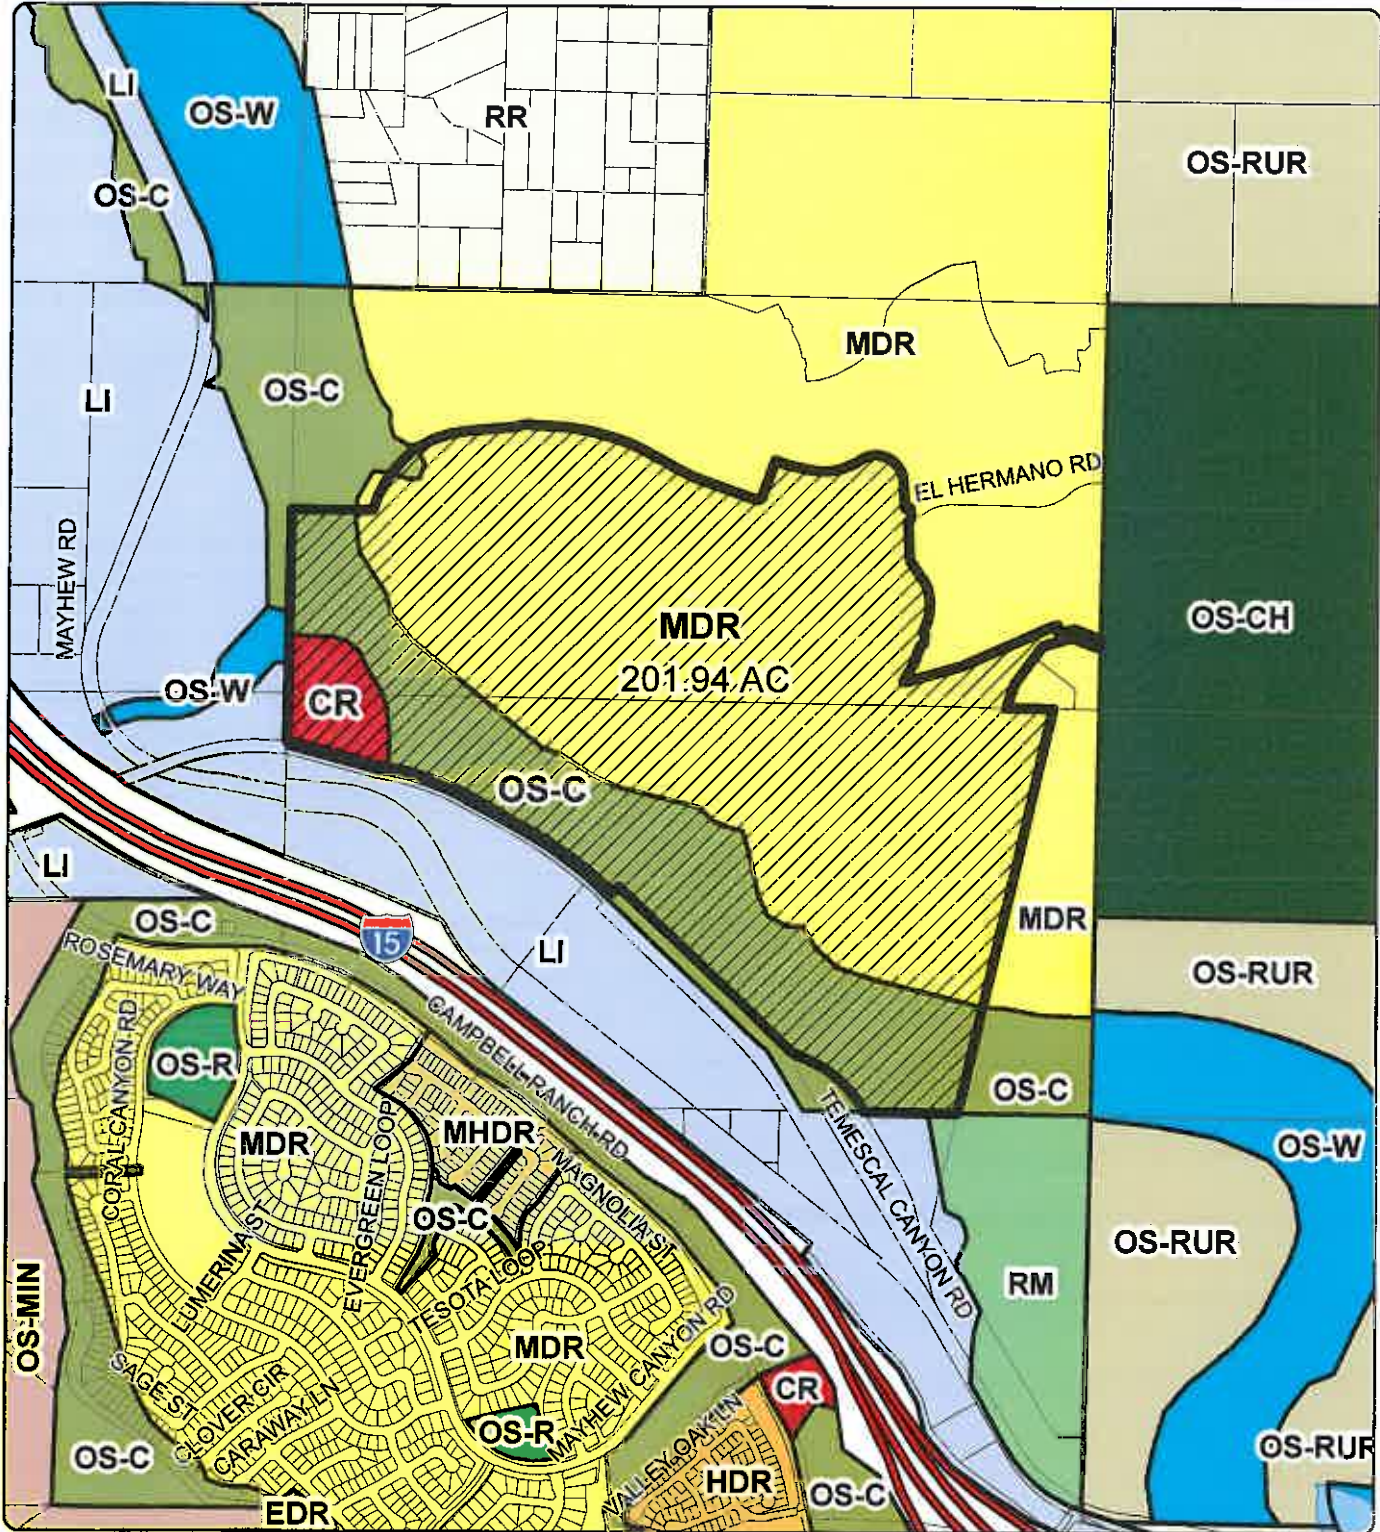 LI
OS-W
RR
OS-RUR
OS-C
MDR
OS-C
LI
EL HERMANO RD
MAYHEW RD
MDR
201.94 AC
OS-CH
OS-W
CR
OS-C
LI
OS-C
MDR
ROSEMARY WAY
15
LI
OS-RUR
CORAL CANYON RD
OS-R
CAMPBELL RANCH RD
OS-C
TEMESCAL CANYON RD
MDR
EVERGREEN LOOP
MHDR
MAGNOLIA ST
OS-W
OS-C
LUMERINA ST
TESOTA LOOP
OS-RUR
RM
OS-MIN
MDR
MAYHEW CANYON RD
OS-C
SAGE ST
CLOVER CIR
CARAWAY LN
CR
OS-R
VALLEY OAK LN
OS-RUR
OS-C
HDR
OS-C
EDR